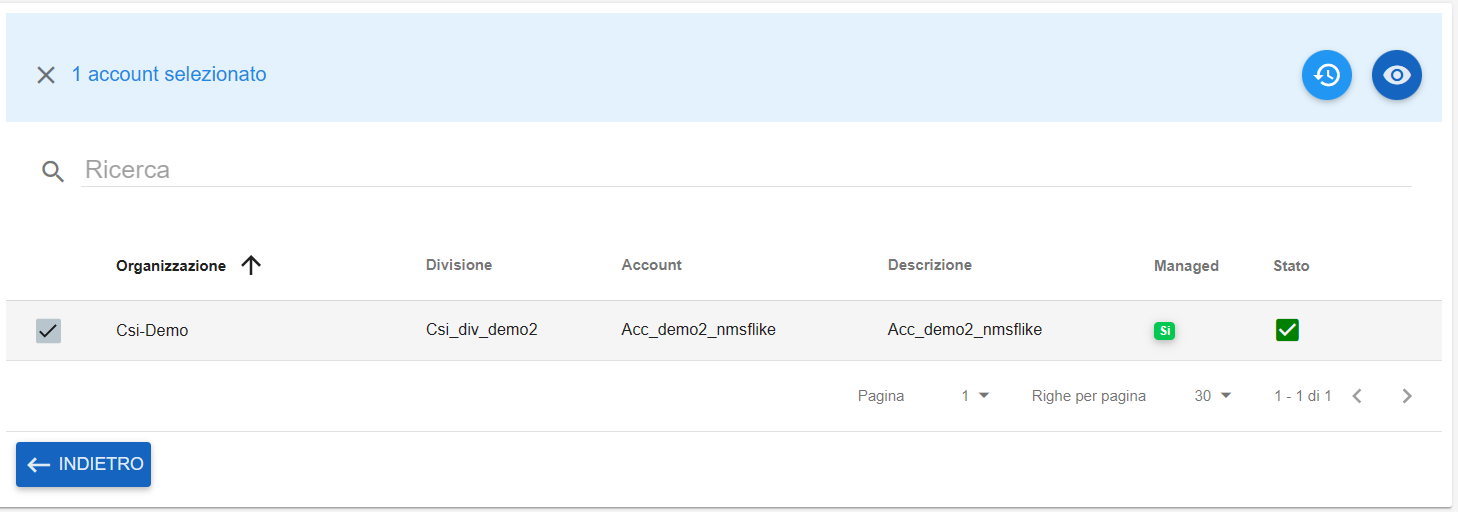 1 account selezionato
Ricerca
Organizzazione Divisione Account Descrizione Managed Stato
Csi-Demo Csi_div_demo2 Acc_demo2_nmsflike Acc_demo2_nmsflike Si
Pagina 1 Righe per pagina 30 1 - 1 di 1
INDIETRO